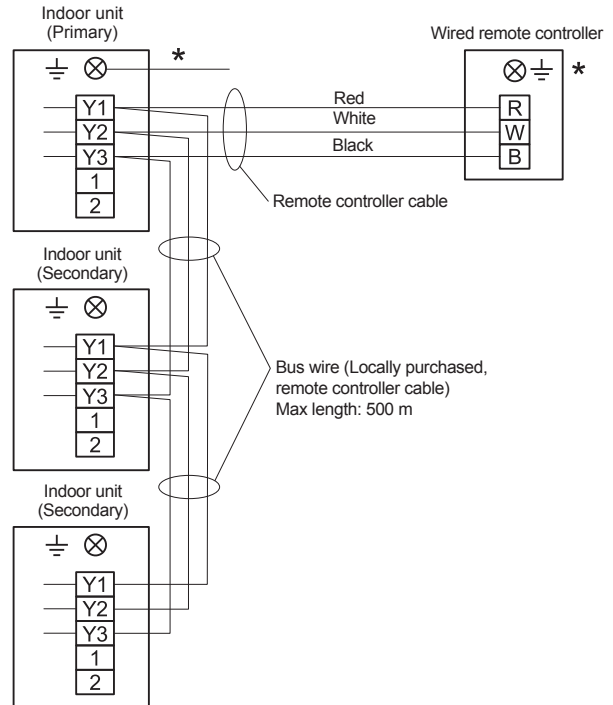 Indoor unit
(Primary)
*
Y1
Y2
Y3
1
2
Wired remote controller
*
R
W
B
Red
White
Black
Remote controller cable
Indoor unit
(Secondary)
Y1
Y2
Y3
1
2
Bus wire (Locally purchased,
remote controller cable)
Max length: 500 m
Indoor unit
(Secondary)
Y1
Y2
Y3
1
2